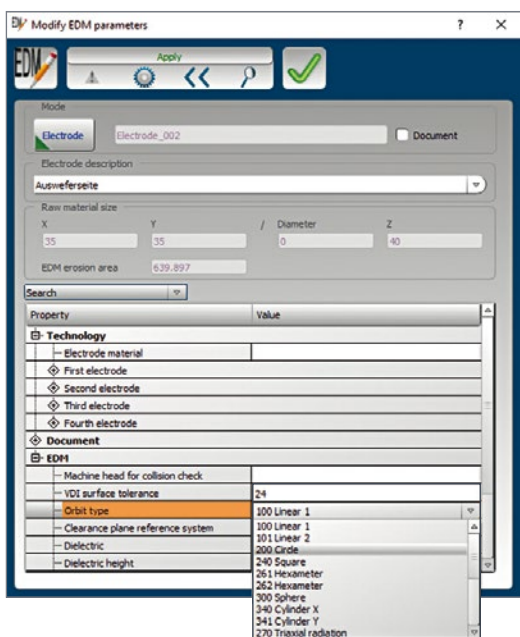 Modify EDM parameters ? X
EDM
Apply
Mode
Electrode Electrode_002 Document
Electrode description
Ausweferseite
Raw material size
X Y / Diameter Z
35 35 0 40
EDM erosion area 639.897
Search
Property Value
Technology
Electrode material
First electrode
Second electrode
Third electrode
Fourth electrode
Document
EDM
Machine head for collision check
VDI surface tolerance 24
Orbit type 100 Linear 1
Clearance plane reference system 100 Linear 1
101 Linear 2
Dielectric 200 Circle
240 Square
Dielectric height 261 Hexameter
262 Hexameter
300 Sphere
340 Cylinder X
341 Cylinder Y
270 Triaxial radiation